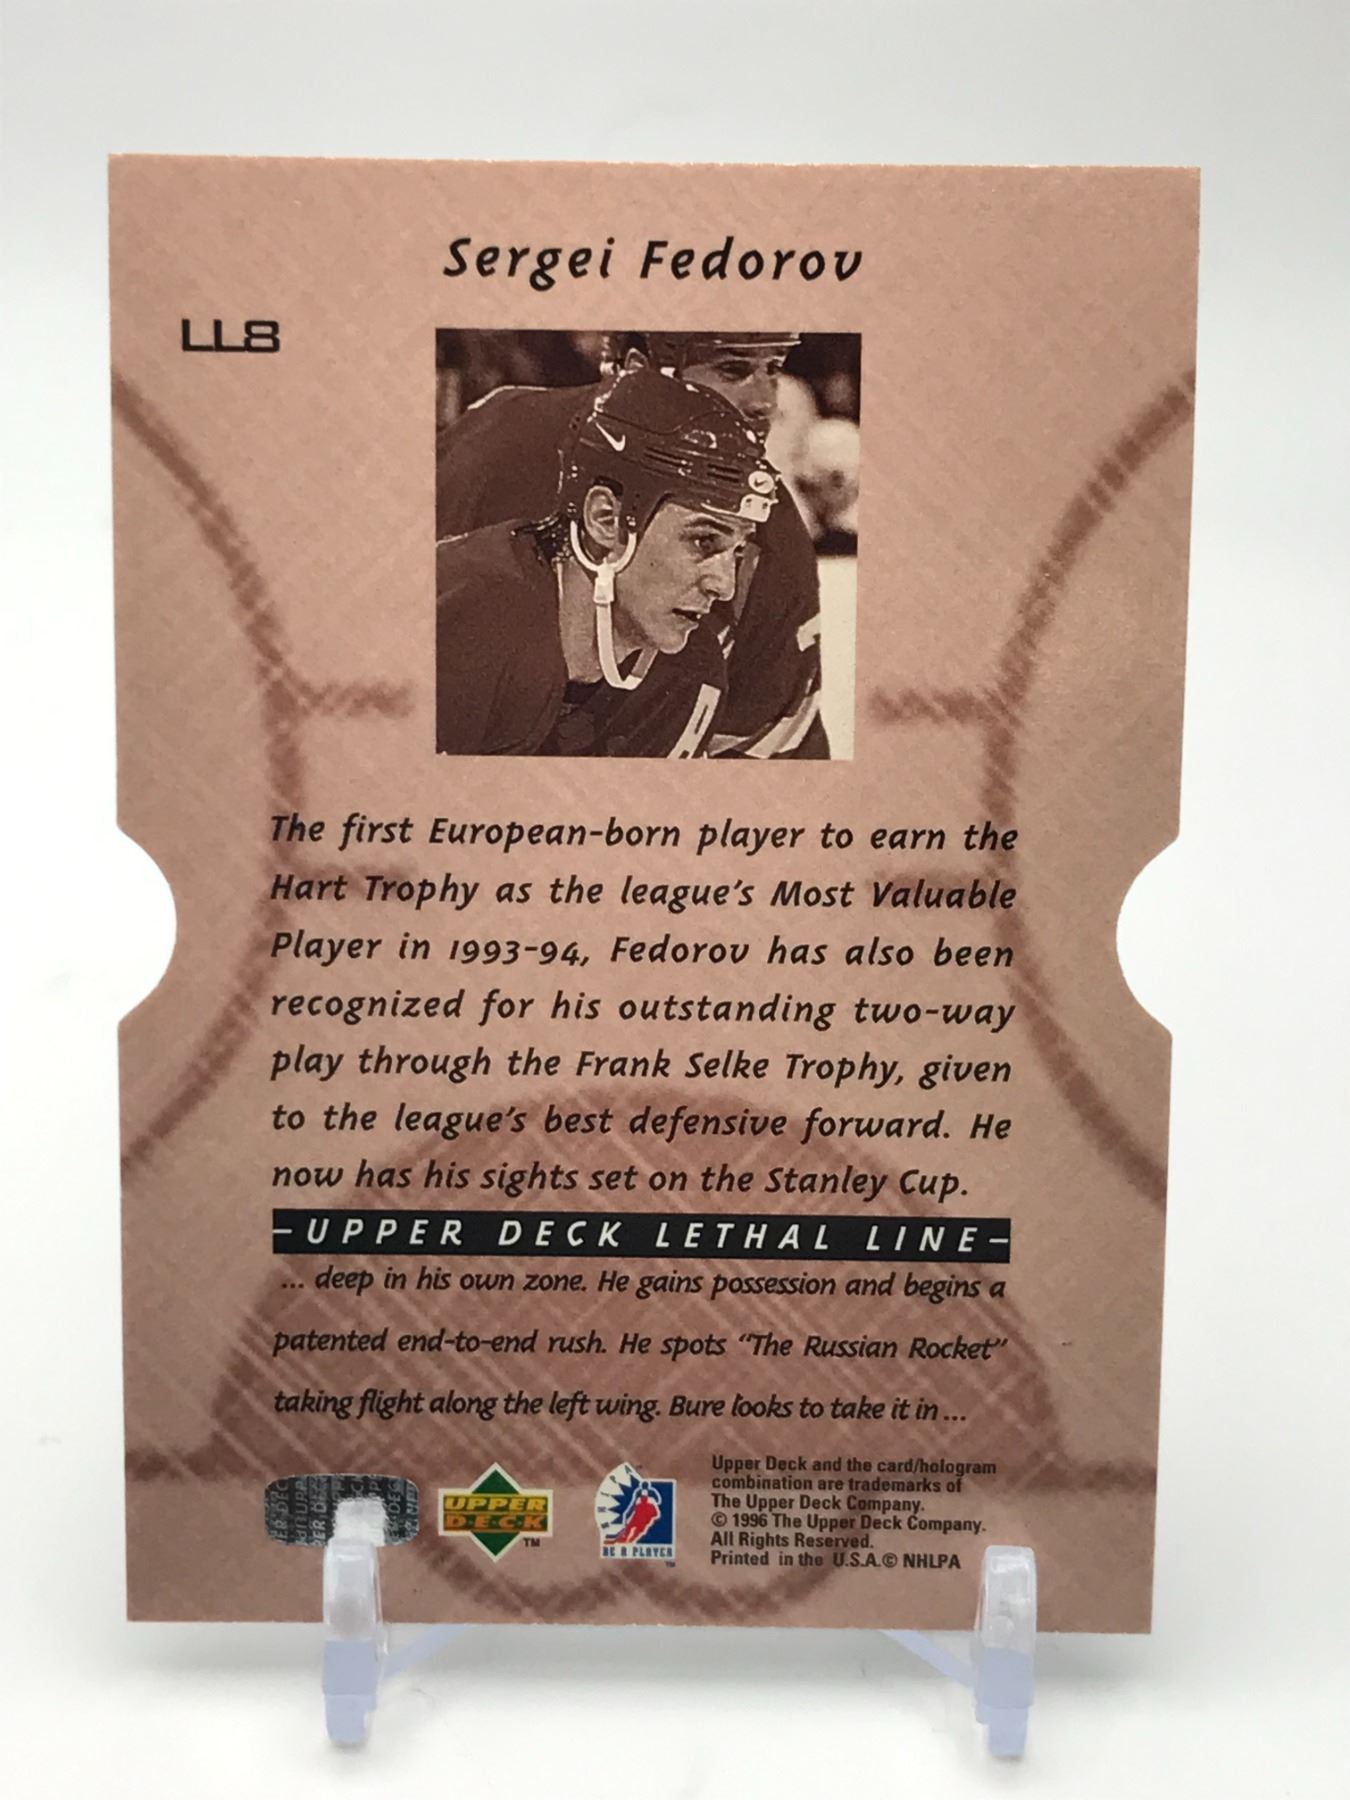 Sergei Fedorov
LL8
The first European-born player to earn the
Hart Trophy as the league's Most Valuable
Player in 1993-94, Fedorov has also been
recognized for his outstanding two-way
play through the Frank Selke Trophy, given
to the league's best defensive forward. He
now has his sights set on the Stanley Cup.
-UPPER DECK LETHAL LINE-
... deep in his own zone. He gains possession and begins a
patented end-to-end rush. He spots "The Russian Rocket"
taking flight along the left wing. Bure looks to take it in ...
UPPER
DECK
TM
NHLPA
BE A PLAYER
TM
Upper Deck and the card/hologram
combination are trademarks of
The Upper Deck Company.
© 1996 The Upper Deck Company.
All Rights Reserved.
Printed in the U.S.A.© NHLPA